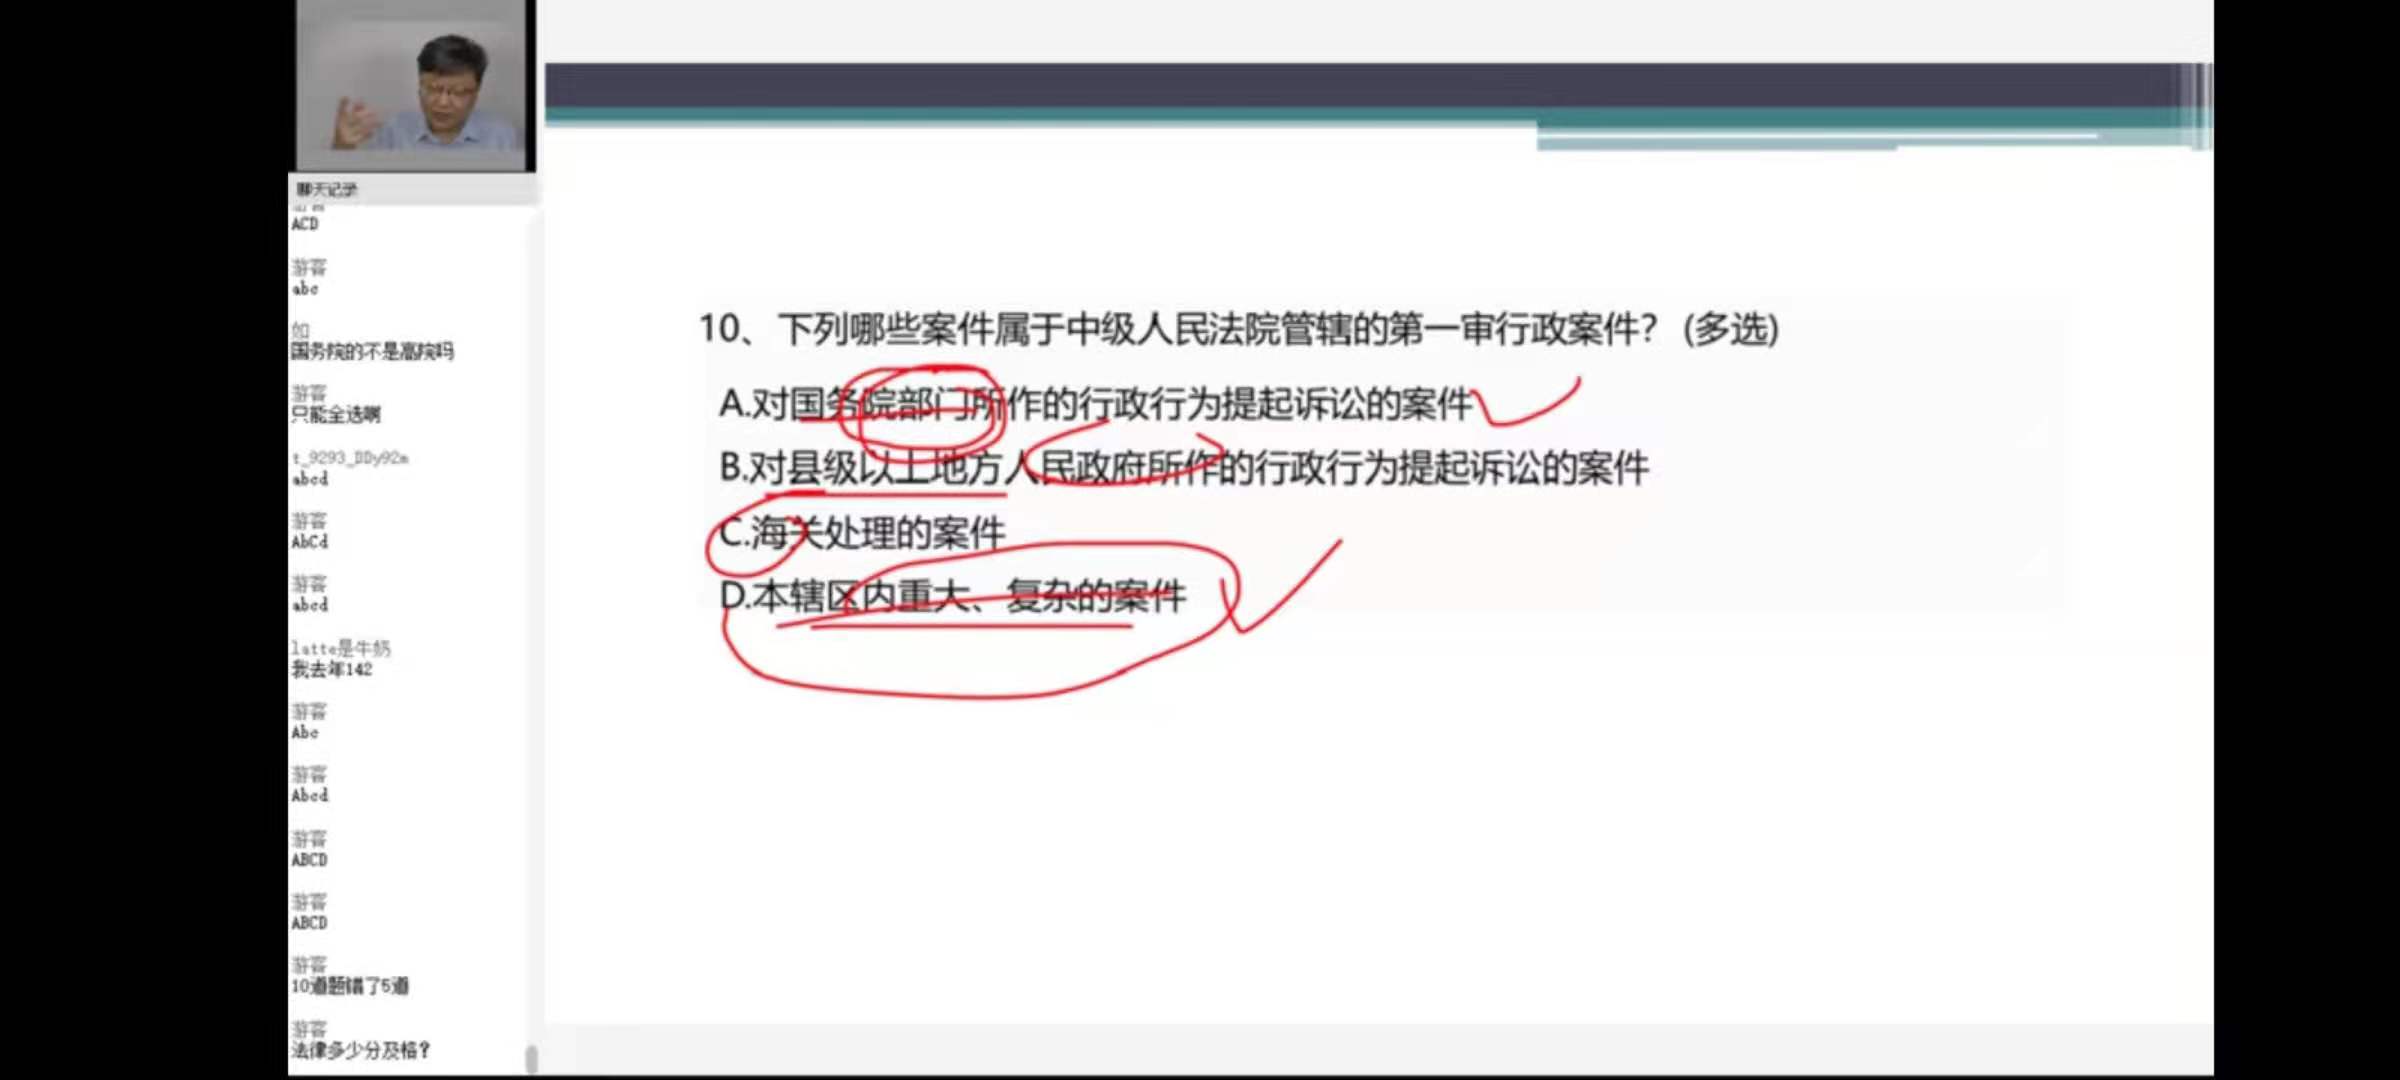 聊天记录
ACD
游客
abc
如
国务院的不是高院吗
游客
只能全选啊
t_9293_DDy92m
abcd
游客
AbCd
游客
abcd
latte是牛奶
我去年142
游客
Abc
游客
Abcd
游客
ABCD
游客
ABCD
游客
10道题错了5道
游客
法律多少分及格?
10、下列哪些案件属于中级人民法院管辖的第一审行政案件？(多选)
A.对国务院部门所作的行政行为提起诉讼的案件
B.对县级以上地方人民政府所作的行政行为提起诉讼的案件
C.海关处理的案件
D.本辖区内重大、复杂的案件